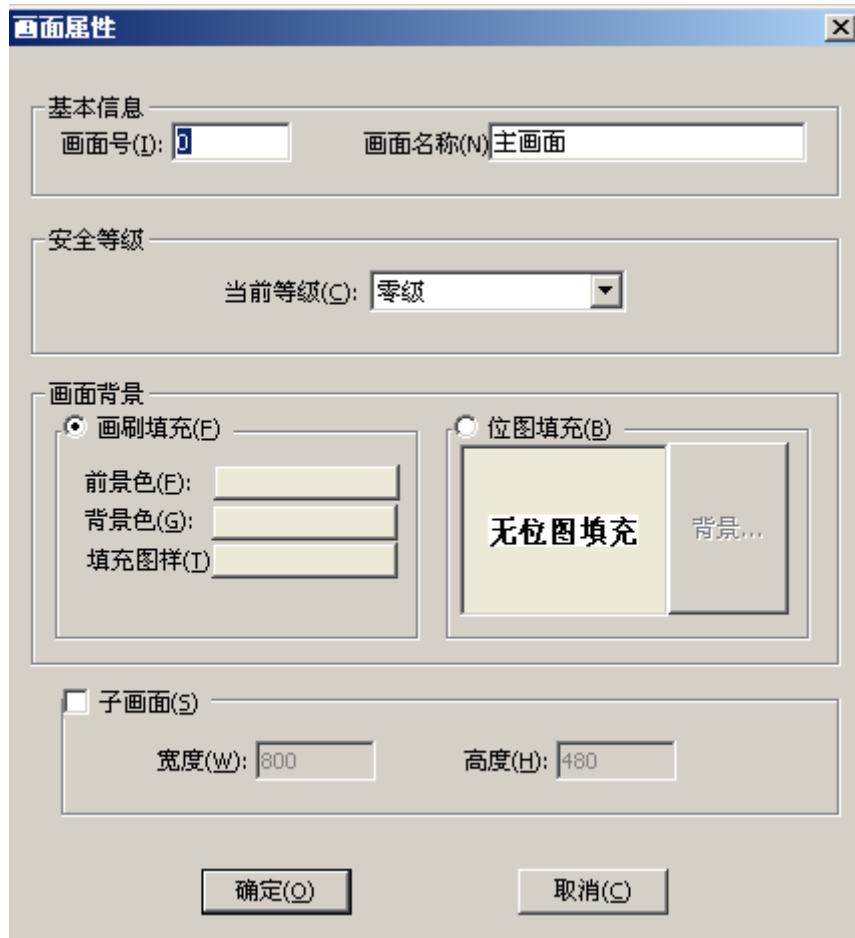 画面属性
基本信息
画面号(I): 0 画面名称(N) 主画面
安全等级
当前等级(C): 零级
画面背景
画刷填充(F) 位图填充(B)
前景色(F):
背景色(G):
填充图样(T)
无位图填充 背景...
子画面(S)
宽度(W): 800 高度(H): 480
确定(O) 取消(C)